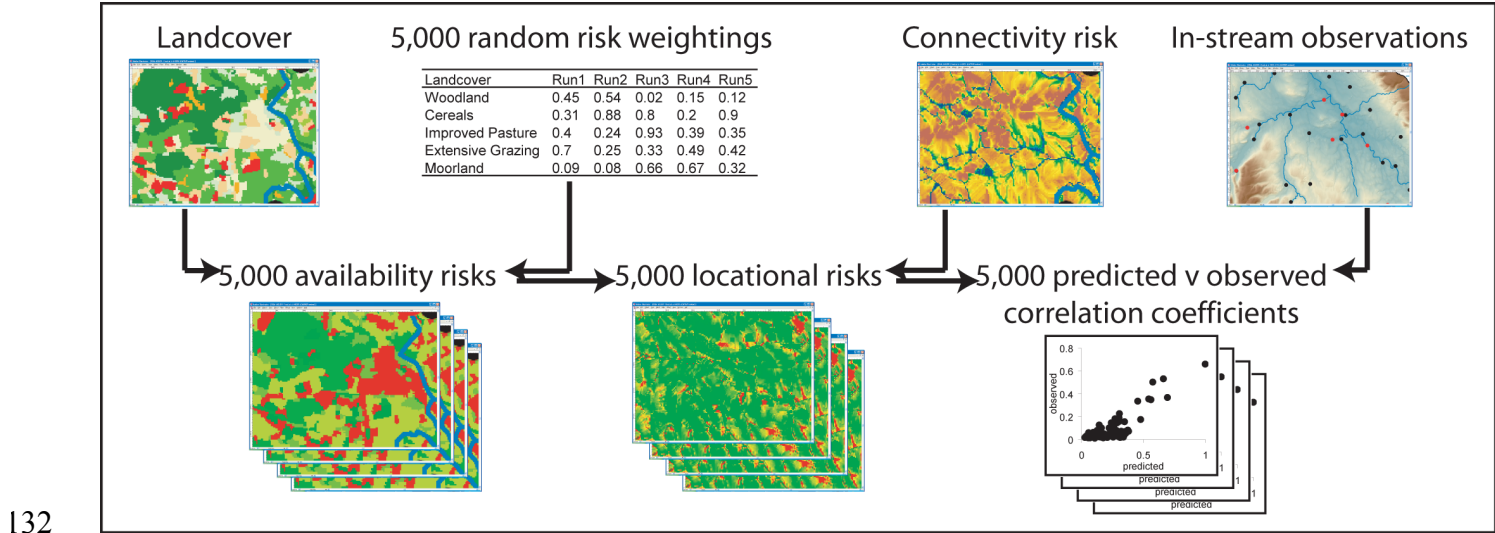 Landcover
5,000 random risk weightings
Connectivity risk
In-stream observations
Landcover Run1 Run2 Run3 Run4 Run5
Woodland 0.45 0.54 0.02 0.15 0.12
Cereals 0.31 0.88 0.8 0.2 0.9
Improved Pasture 0.4 0.24 0.93 0.39 0.35
Extensive Grazing 0.7 0.25 0.33 0.49 0.42
Moorland 0.09 0.08 0.66 0.67 0.32
5,000 availability risks
5,000 locational risks
5,000 predicted v observed
correlation coefficients
0.8
0.6
0.4
0.2
0
observed
0 0.5 1
predicted
1
predicted
1
predicted
1
predicted
132